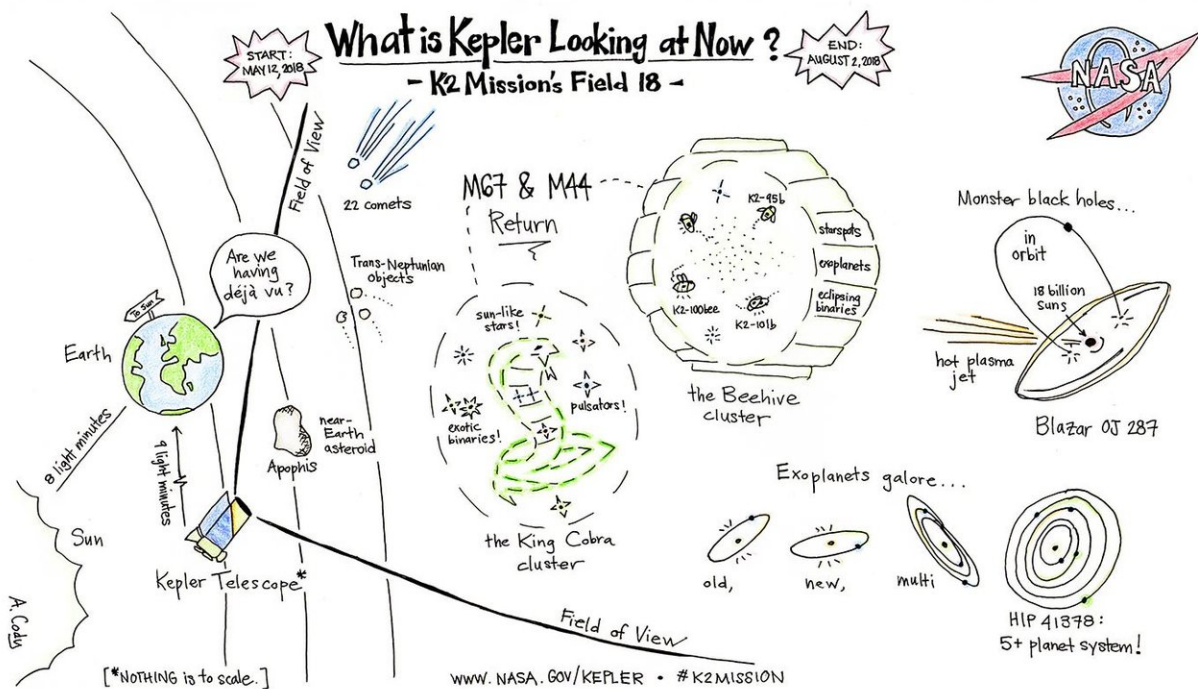 What is Kepler Looking at Now?
- K2 Mission's Field 18 -
START:
MAY 12, 2018
END:
AUGUST 2, 2018
NASA
Field of View
22 comets
Trans-Neptunian
objects
Are we
having
déjà vu?
To Sun
Earth
8 light minutes
9 light minutes
near-
Earth
asteroid
Apophis
Sun
Kepler Telescope*
A. Cody
[*NOTHING is to scale.]
Field of View
M67 & M44
Return
sun-like
stars!
pulsators!
exotic
binaries!
the King Cobra
cluster
K2-95b
K2-100bee
K2-101b
starspots
exoplanets
eclipsing
binaries
the Beehive
cluster
Monster black holes...
in
orbit
18 billion
suns
hot plasma
jet
Blazar OJ 287
Exoplanets galore...
old,
new,
multi
HIP 41378:
5+ planet system!
WWW.NASA.GOV/KEPLER • #K2MISSION